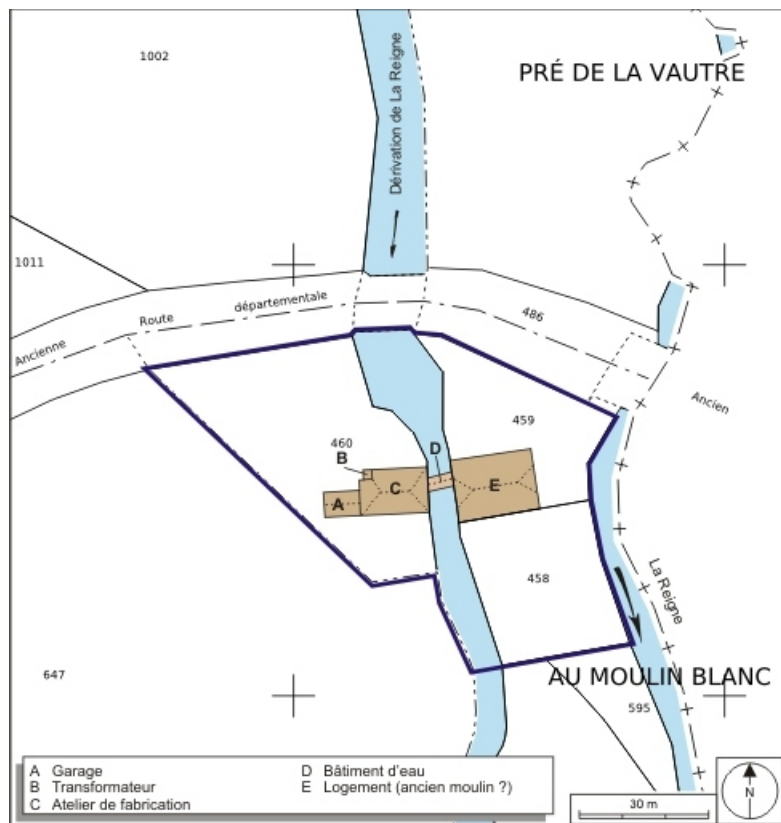 1002
PRÉ DE LA VAUTRE
Dérivation de La Reigne
1011
Ancienne Route départementale 486
Ancien
459
460
B
D
A
C
E
458
La Reigne
647
AU MOULIN BLANC
595
A Garage
B Transformateur
C Atelier de fabrication
D Bâtiment d'eau
E Logement (ancien moulin ?)
30 m
N